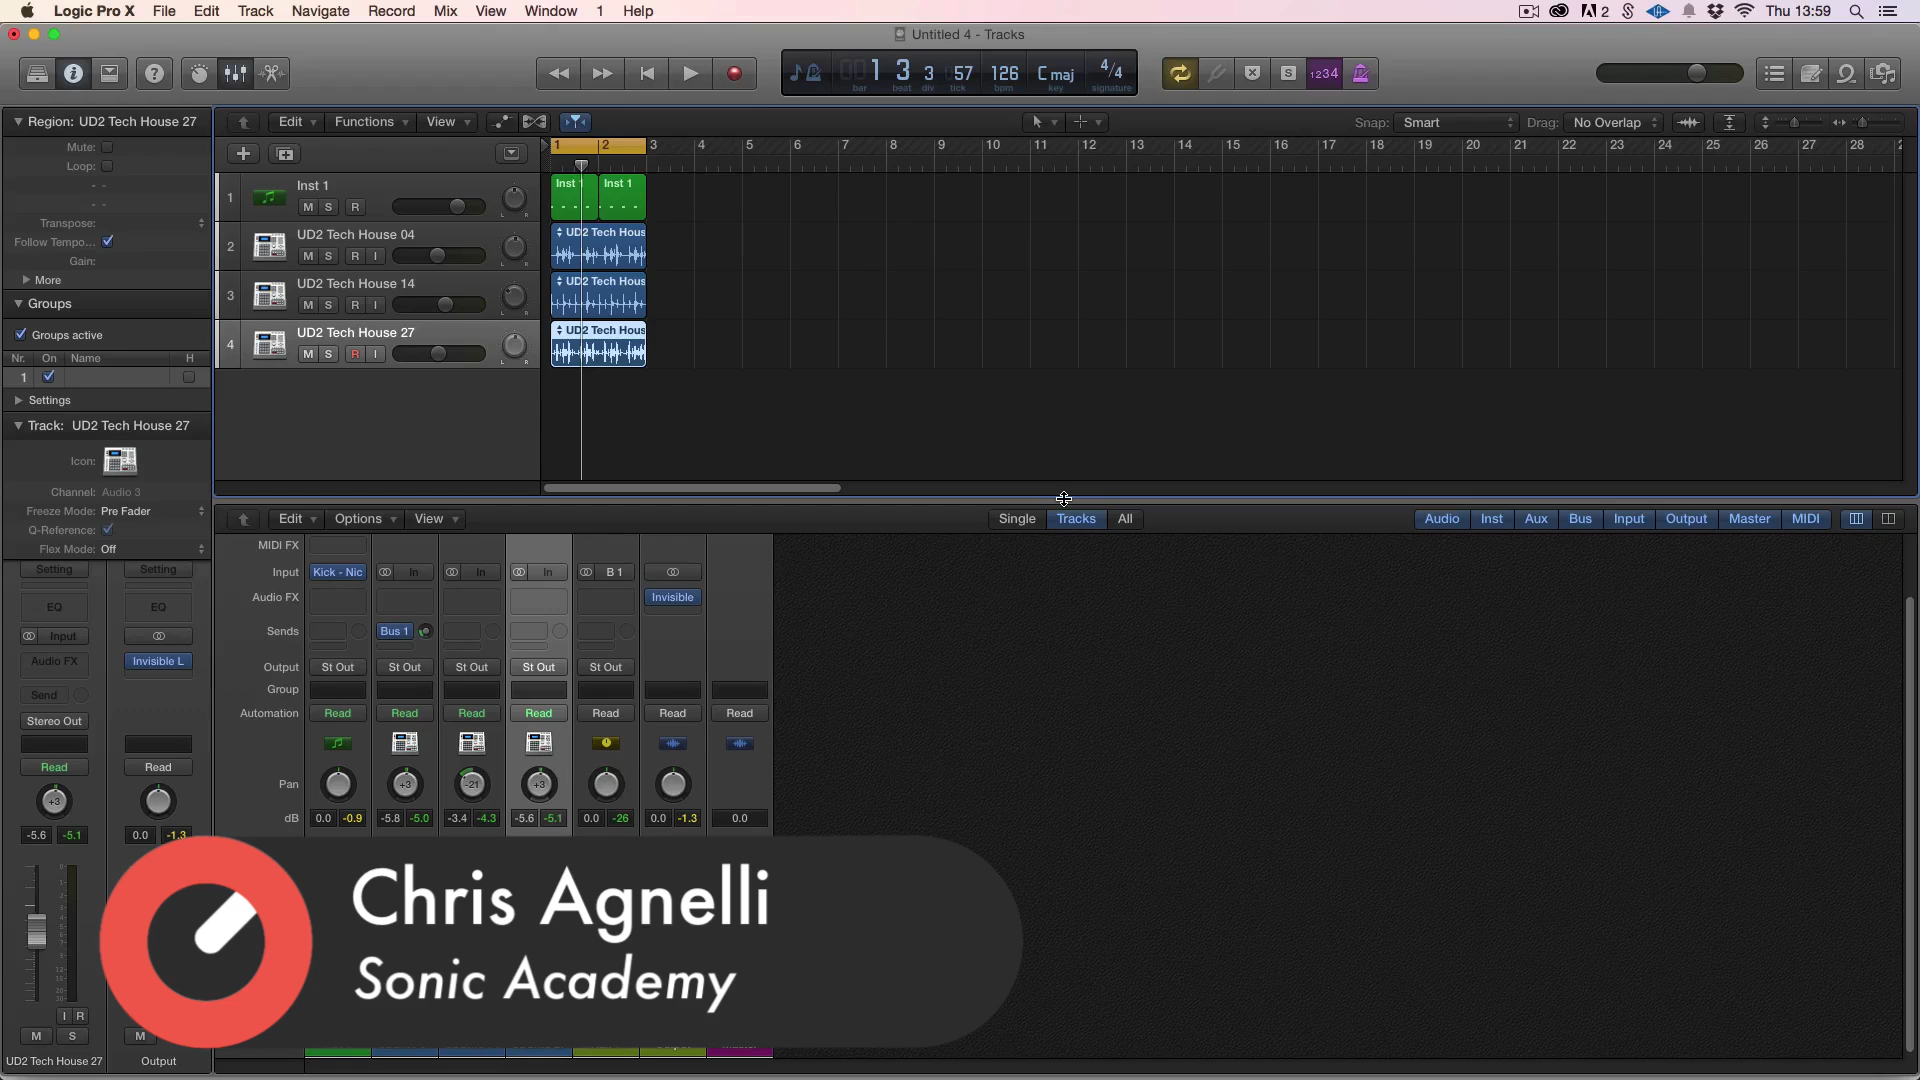 Logic Pro X File Edit Track Navigate Record Mix View Window 1 Help
2 Thu 13:59
Untitled 4 - Tracks
1 3 3 57 126 C maj 4/4
bar beat div tick bpm key signature
S 1234
Region: UD2 Tech House 27
Edit Functions View
Snap: Smart Drag: No Overlap
Mute:
Loop:
- -
- -
Transpose:
Follow Tempo...
Gain:
More
Groups
Groups active
Nr. On Name H
1
Settings
Track: UD2 Tech House 27
Icon:
Channel: Audio 3
Freeze Mode: Pre Fader
Q-Reference:
Flex Mode: Off
1 2 3 4 5 6 7 8 9 10 11 12 13 14 15 16 17 18 19 20 21 22 23 24 25 26 27 28
1 Inst 1
M S R
L R
Inst 1 Inst 1
2 UD2 Tech House 04
M S R I
L R
UD2 Tech Hous
3 UD2 Tech House 14
M S R I
L R
UD2 Tech Hous
4 UD2 Tech House 27
M S R I
L R
UD2 Tech Hous
Edit Options View
Single Tracks All
Audio Inst Aux Bus Input Output Master MIDI
MIDI FX
Input Kick - Nic In In In B 1
Audio FX Invisible
Sends Bus 1
Output St Out St Out St Out St Out St Out
Group
Automation Read Read Read Read Read Read Read
Pan +3 -21 +3
dB 0.0 -0.9 -5.8 -5.0 -3.4 -4.3 -5.6 -5.1 0.0 -26 0.0 -1.3 0.0
Setting Setting
EQ EQ
Input
Audio FX Invisible L
Send
Stereo Out
Read Read
+3
-5.6 -5.1 0.0 -1.3
I R
M S M
UD2 Tech House 27 Output
Chris Agnelli
Sonic Academy